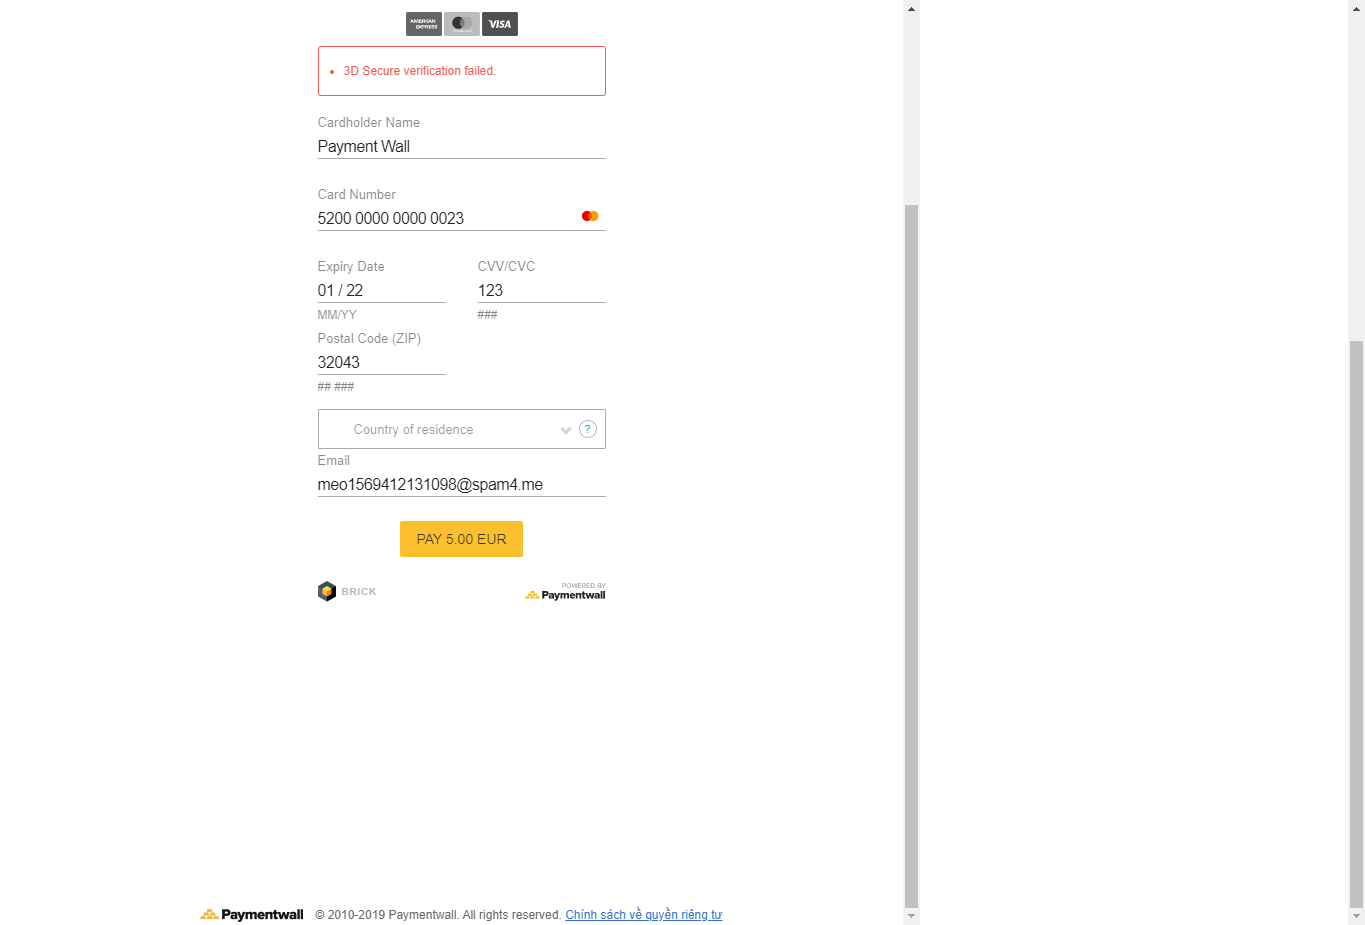 AMERICAN
EXPRESS
VISA
3D Secure verification failed.
Cardholder Name
Payment Wall
Card Number
5200 0000 0000 0023
Expiry Date
CVV/CVC
01 / 22
123
MM/YY
###
Postal Code (ZIP)
32043
## ###
Country of residence
?
Email
meo1569412131098@spam4.me
PAY 5.00 EUR
BRICK
POWERED BY
Paymentwall
Paymentwall © 2010-2019 Paymentwall. All rights reserved. Chính sách về quyền riêng tư